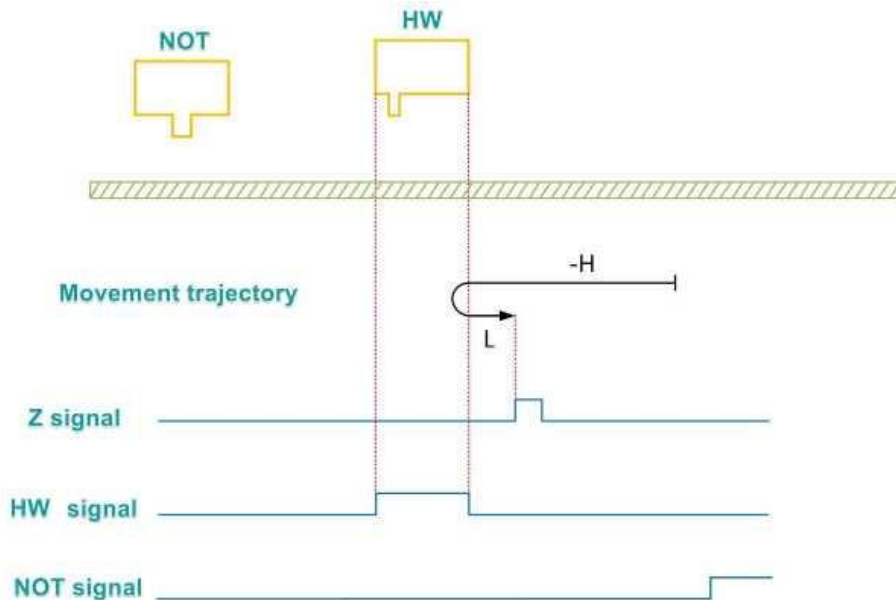 NOT
HW
-H
Movement trajectory
L
Z signal
HW signal
NOT signal